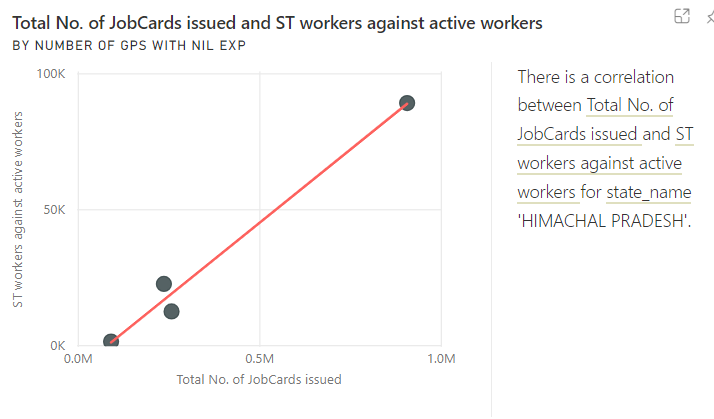 Total No. of JobCards issued and ST workers against active workers
BY NUMBER OF GPS WITH NIL EXP
100K
50K
0K
ST workers against active workers
0.0M
0.5M
1.0M
Total No. of JobCards issued
There is a correlation
between Total No. of
JobCards issued and ST
workers against active
workers for state_name
'HIMACHAL PRADESH'.